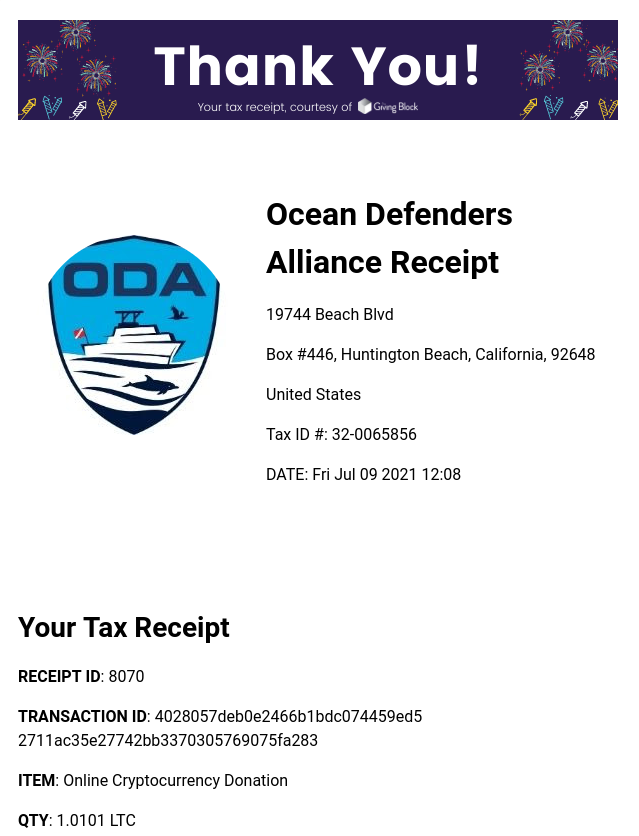 Thank You!
Your tax receipt, courtesy of Giving Block
ODA
Ocean Defenders
Alliance Receipt
19744 Beach Blvd
Box #446, Huntington Beach, California, 92648
United States
Tax ID #: 32-0065856
DATE: Fri Jul 09 2021 12:08
Your Tax Receipt
RECEIPT ID: 8070
TRANSACTION ID: 4028057deb0e2466b1bdc074459ed5
2711ac35e27742bb3370305769075fa283
ITEM: Online Cryptocurrency Donation
QTY: 1.0101 LTC